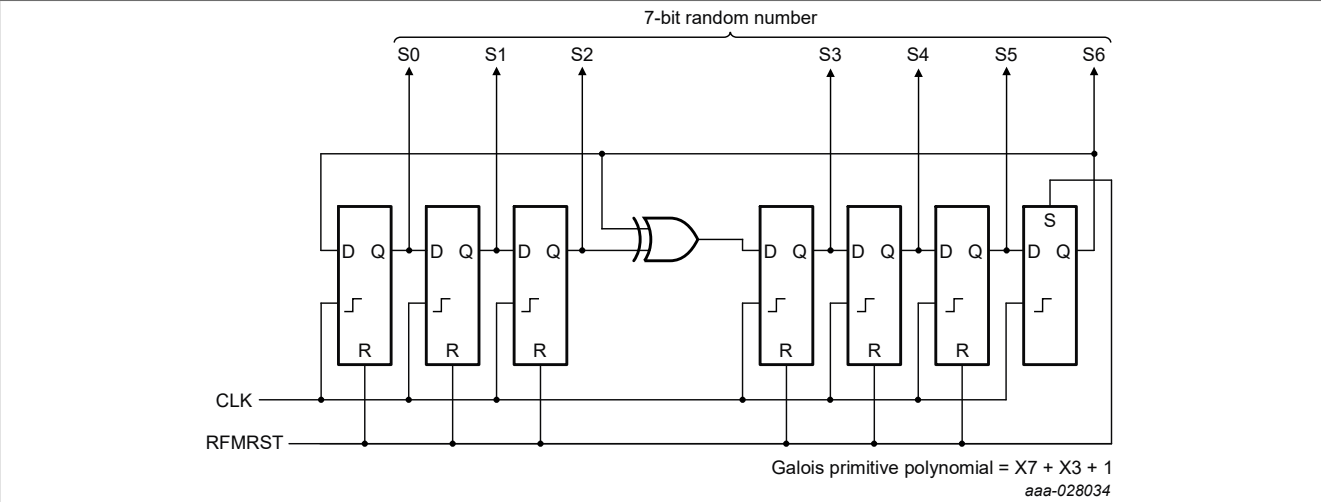 7-bit random number
S0 S1 S2 S3 S4 S5 S6
S
D Q D Q D Q D Q D Q D Q D Q
R R R R R R
CLK
RFMRST
Galois primitive polynomial = X7 + X3 + 1
aaa-028034